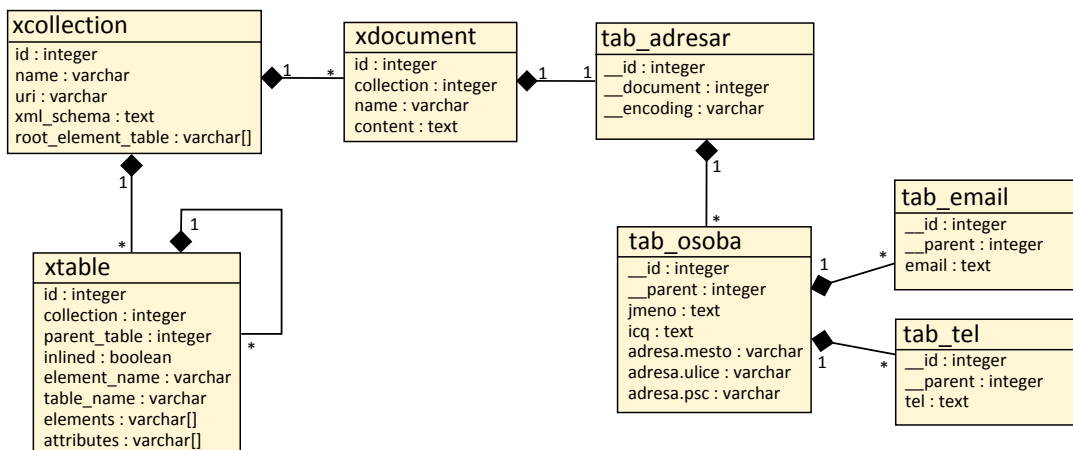 xcollection
id : integer
name : varchar
uri : varchar
xml_schema : text
root_element_table : varchar[]
1
*
xdocument
id : integer
collection : integer
name : varchar
content : text
1
1
tab_adresar
__id : integer
__document : integer
__encoding : varchar
1
*
1
*
xtable
id : integer
collection : integer
parent_table : integer
inlined : boolean
element_name : varchar
table_name : varchar
elements : varchar[]
attributes : varchar[]
1
*
tab_osoba
__id : integer
__parent : integer
jmeno : text
icq : text
adresa.mesto : varchar
adresa.ulice : varchar
adresa.psc : varchar
1
*
tab_email
__id : integer
__parent : integer
email : text
1
*
tab_tel
__id : integer
__parent : integer
tel : text